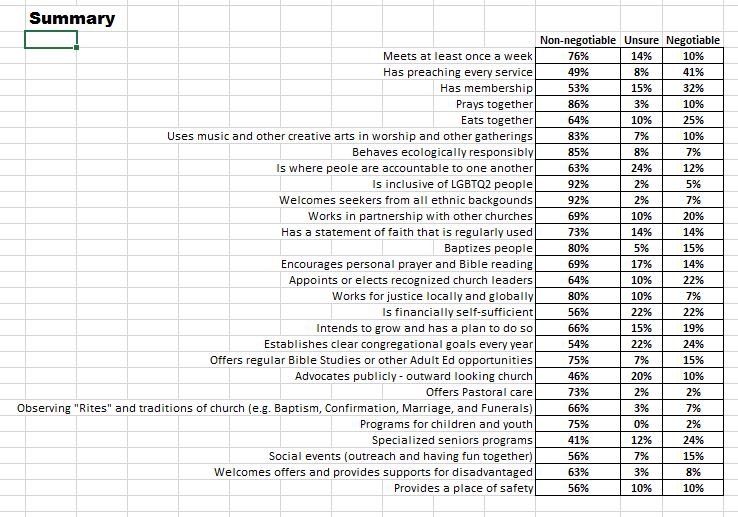 Summary
Non-negotiable Unsure Negotiable
Meets at least once a week 76% 14% 10%
Has preaching every service 49% 8% 41%
Has membership 53% 15% 32%
Prays together 86% 3% 10%
Eats together 64% 10% 25%
Uses music and other creative arts in worship and other gatherings 83% 7% 10%
Behaves ecologically responsibly 85% 8% 7%
Is where peole are accountable to one another 63% 24% 12%
Is inclusive of LGBTQ2 people 92% 2% 5%
Welcomes seekers from all ethnic backgounds 92% 2% 7%
Works in partnership with other churches 69% 10% 20%
Has a statement of faith that is regularly used 73% 14% 14%
Baptizes people 80% 5% 15%
Encourages personal prayer and Bible reading 69% 17% 14%
Appoints or elects recognized church leaders 64% 10% 22%
Works for justice locally and globally 80% 10% 7%
Is financially self-sufficient 56% 22% 22%
Intends to grow and has a plan to do so 66% 15% 19%
Establishes clear congregational goals every year 54% 22% 24%
Offers regular Bible Studies or other Adult Ed opportunities 75% 7% 15%
Advocates publicly - outward looking church 46% 20% 10%
Offers Pastoral care 73% 2% 2%
Observing "Rites" and traditions of church (e.g. Baptism, Confirmation, Marriage, and Funerals) 66% 3% 7%
Programs for children and youth 75% 0% 2%
Specialized seniors programs 41% 12% 24%
Social events (outreach and having fun together) 56% 7% 15%
Welcomes offers and provides supports for disadvantaged 63% 3% 8%
Provides a place of safety 56% 10% 10%